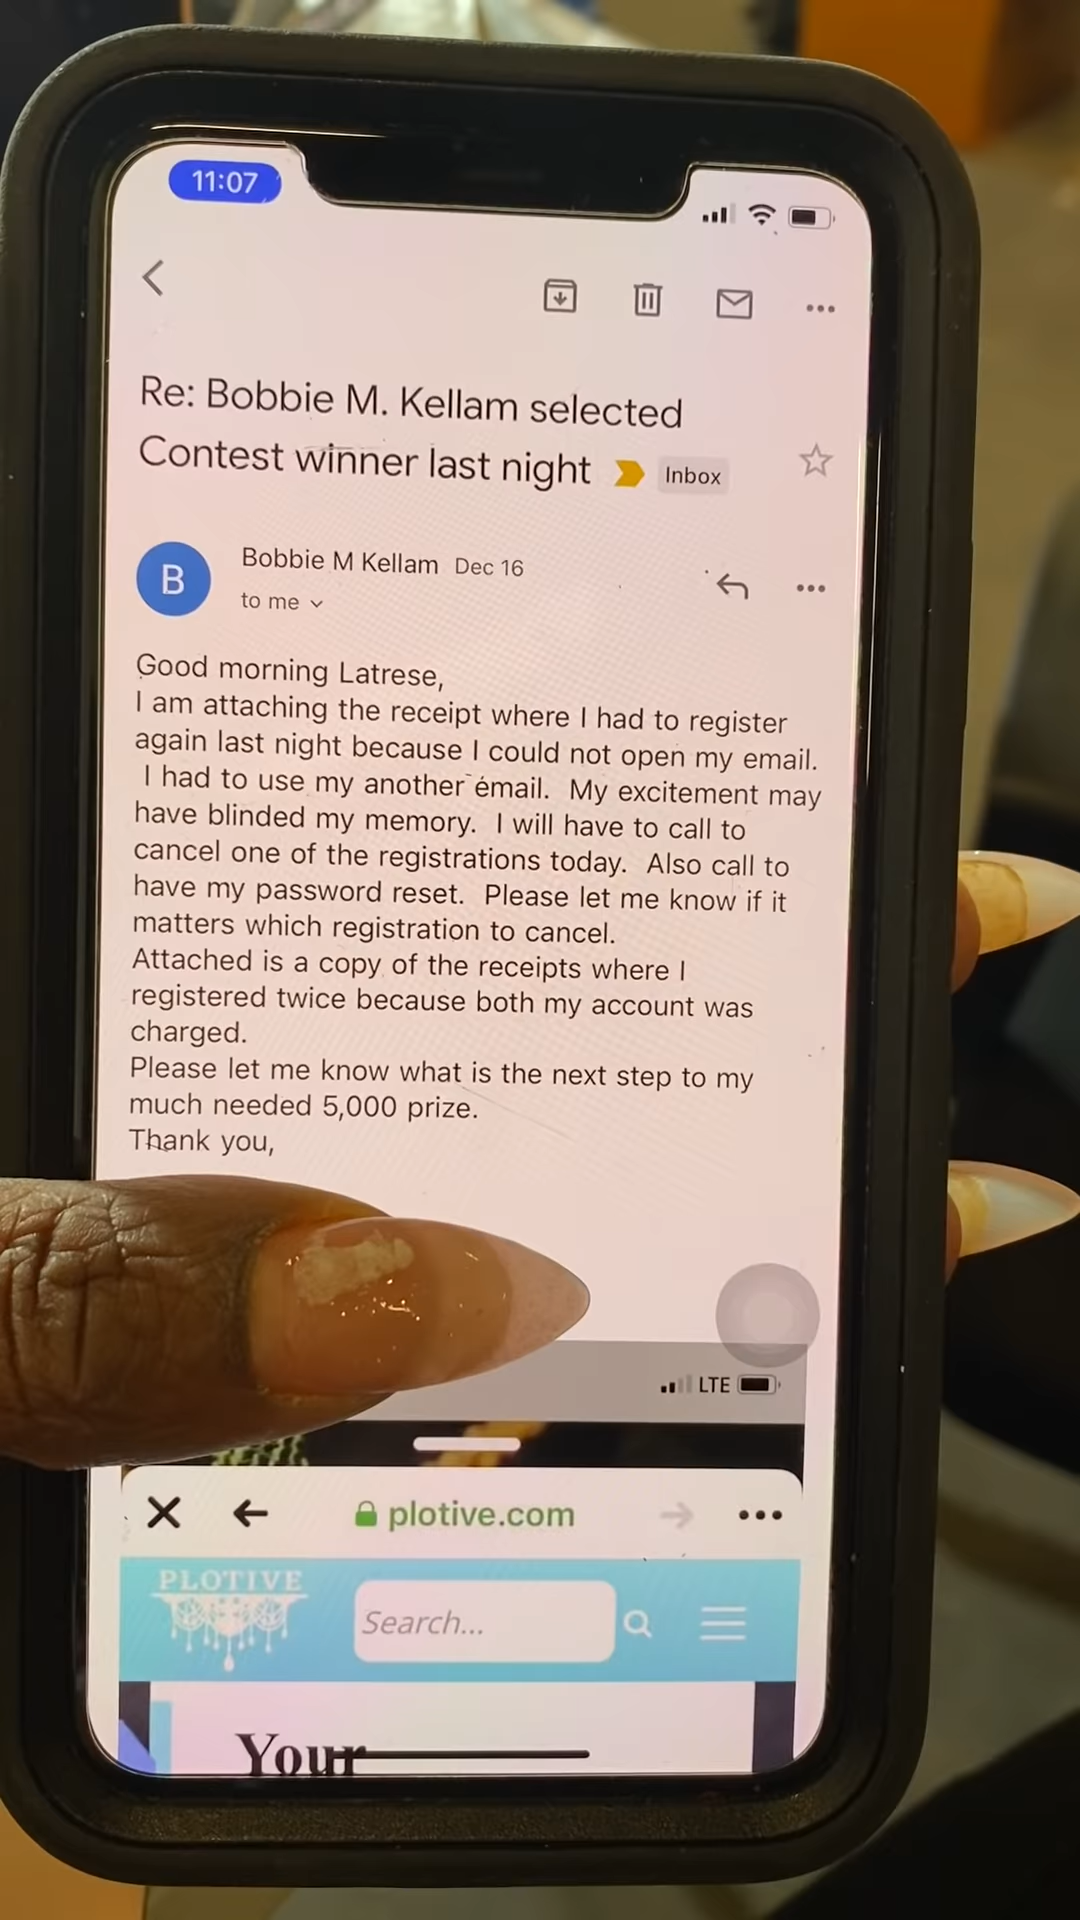 11:07
Re: Bobbie M. Kellam selected
Contest winner last night Inbox
B
Bobbie M Kellam Dec 16
to me
Good morning Latrese,
I am attaching the receipt where I had to register
again last night because I could not open my email.
I had to use my another email. My excitement may
have blinded my memory. I will have to call to
cancel one of the registrations today. Also call to
have my password reset. Please let me know if it
matters which registration to cancel.
Attached is a copy of the receipts where I
registered twice because both my account was
charged.
Please let me know what is the next step to my
much needed 5,000 prize.
Thank you,
LTE
plotive.com
PLOTIVE
Search...
Your